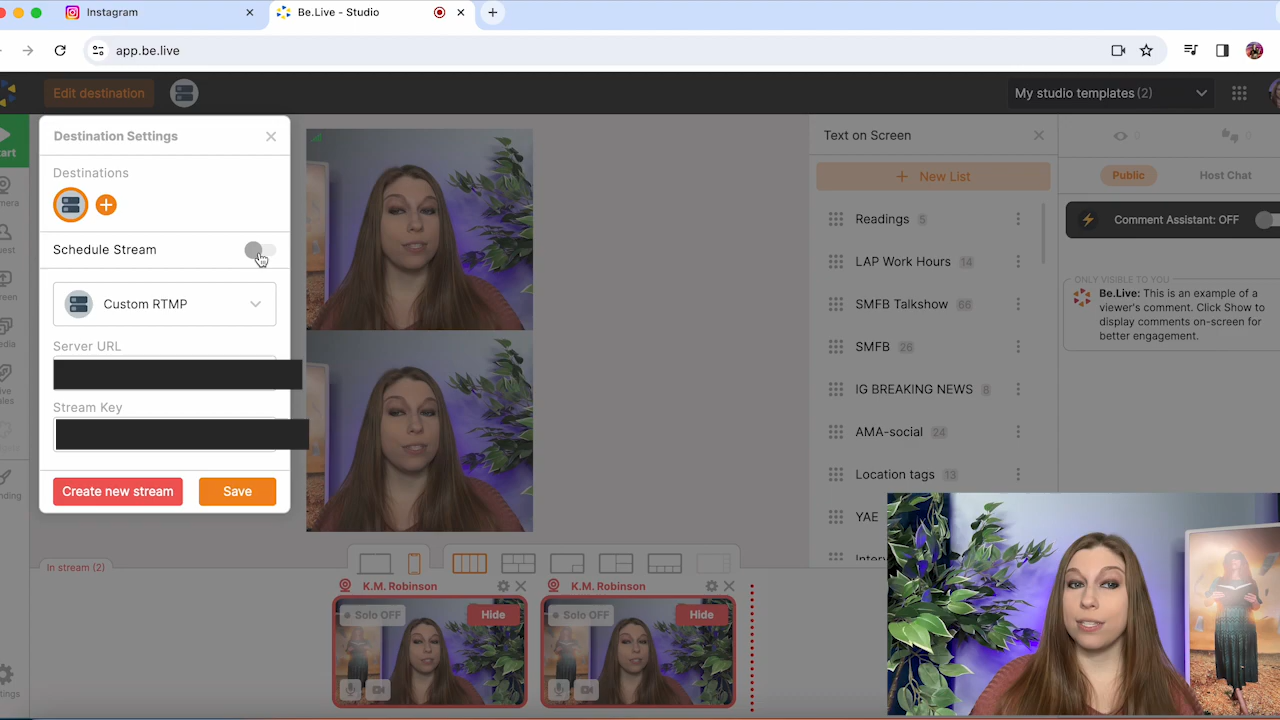 Instagram
Be.Live - Studio
app.be.live
Edit destination
My studio templates (2)
Destination Settings
Destinations
Schedule Stream
Custom RTMP
Server URL
Stream Key
Create new stream
Save
Text on Screen
+ New List
Readings 5
LAP Work Hours 14
SMFB Talkshow 66
SMFB 26
IG BREAKING NEWS 8
AMA-social 24
Location tags 13
YAE
0
0
Public
Host Chat
Comment Assistant: OFF
ONLY VISIBLE TO YOU
Be.Live: This is an example of a
viewer's comment. Click Show to
display comments on-screen for
better engagement.
In stream (2)
K.M. Robinson
Solo OFF
Hide
K.M. Robinson
Solo OFF
Hide